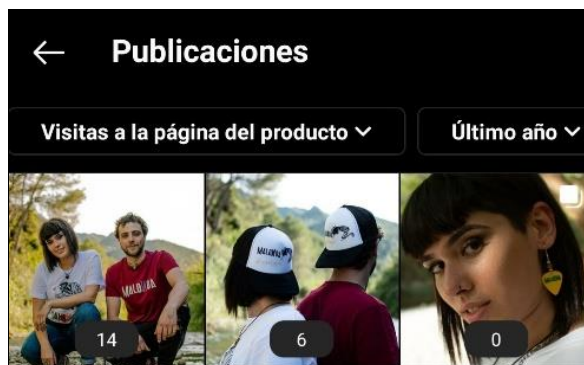 Publicaciones
Visitas a la página del producto
Último año
14
6
0